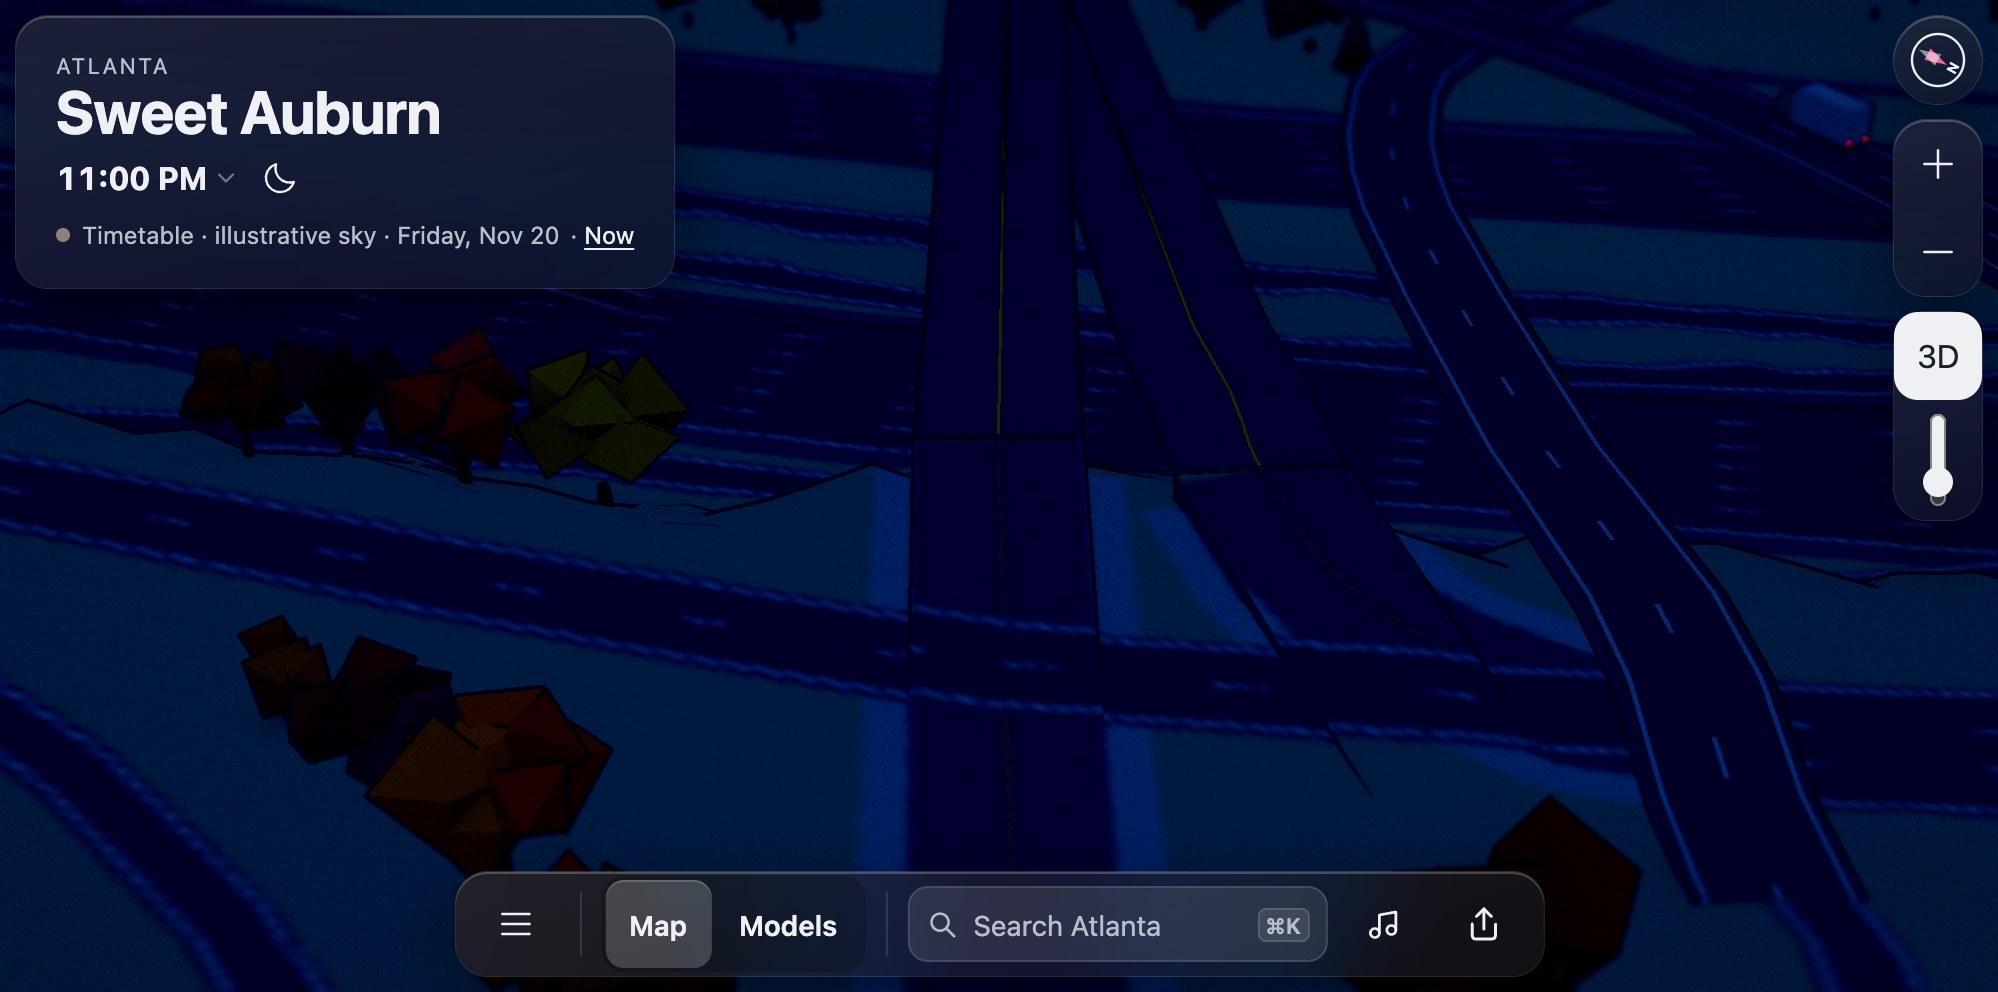 ATLANTA
Sweet Auburn
11:00 PM
Timetable · illustrative sky · Friday, Nov 20 · Now
N
3D
Map
Models
Search Atlanta
⌘K